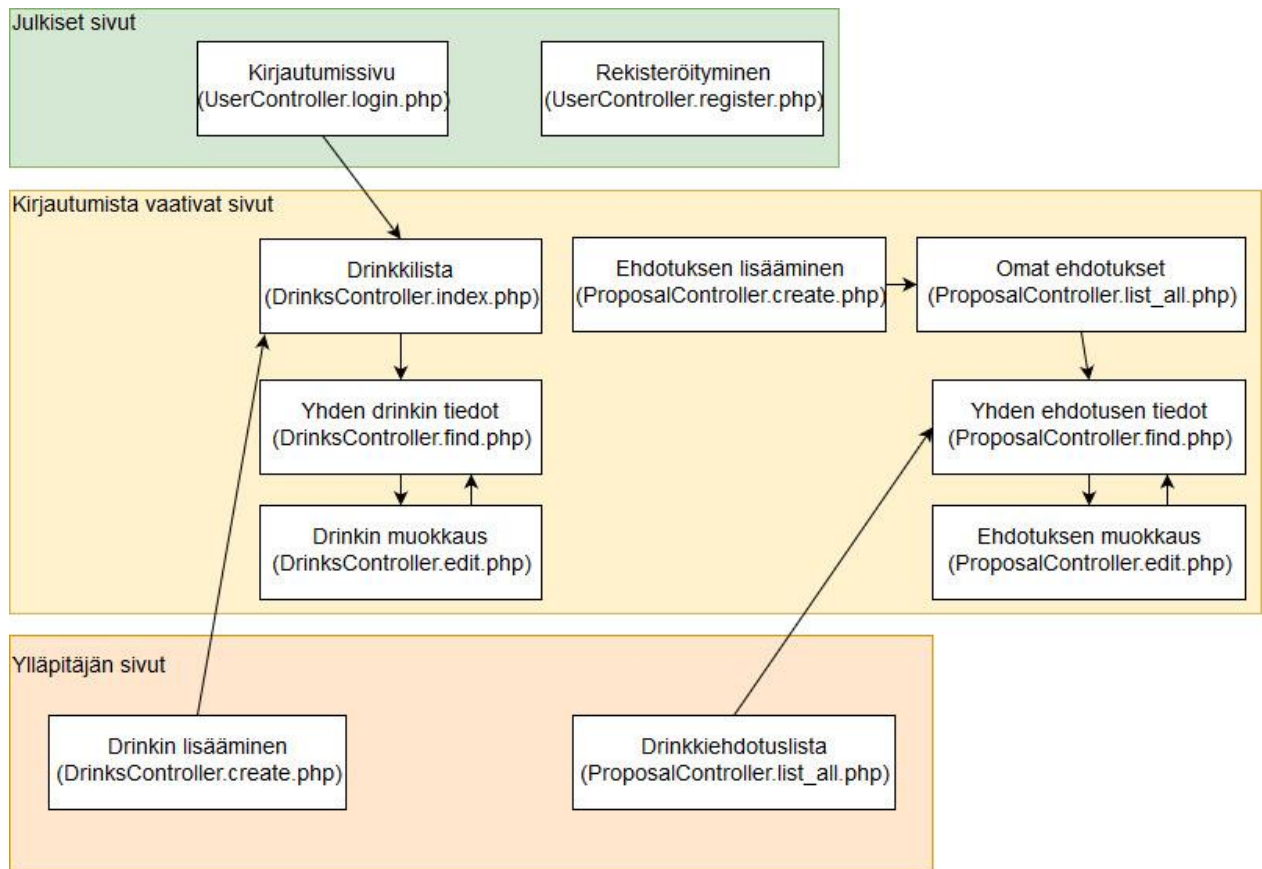 Julkiset sivut
Kirjautumissivu
(UserController.login.php)
Rekisteröityminen
(UserController.register.php)
Kirjautumista vaativat sivut
Drinkkilista
(DrinksController.index.php)
Ehdotuksen lisääminen
(ProposalController.create.php)
Omat ehdotukset
(ProposalController.list_all.php)
Yhden drinkin tiedot
(DrinksController.find.php)
Yhden ehdotusen tiedot
(ProposalController.find.php)
Drinkin muokkaus
(DrinksController.edit.php)
Ehdotuksen muokkaus
(ProposalController.edit.php)
Ylläpitäjän sivut
Drinkin lisääminen
(DrinksController.create.php)
Drinkkiehdotuslista
(ProposalController.list_all.php)